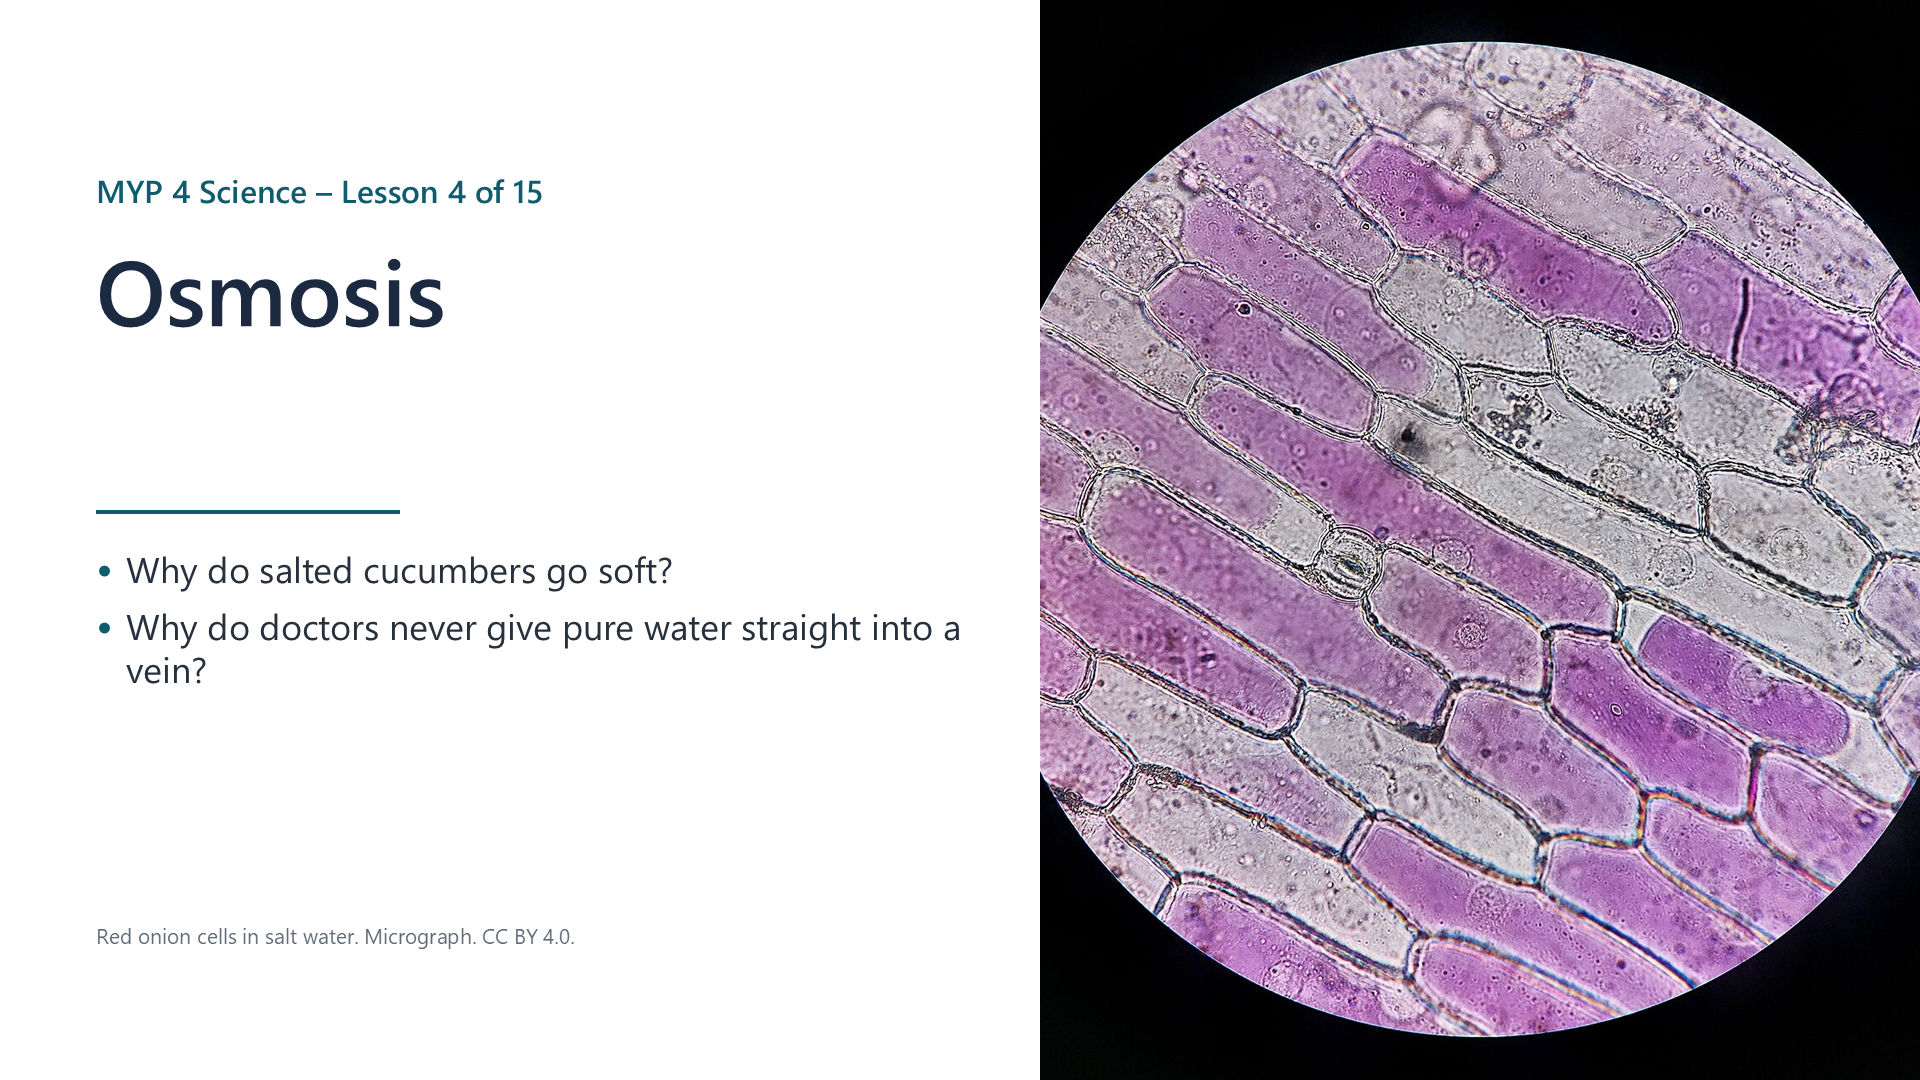 MYP 4 Science – Lesson 4 of 15
Osmosis
• Why do salted cucumbers go soft?
• Why do doctors never give pure water straight into a
vein?
Red onion cells in salt water. Micrograph. CC BY 4.0.